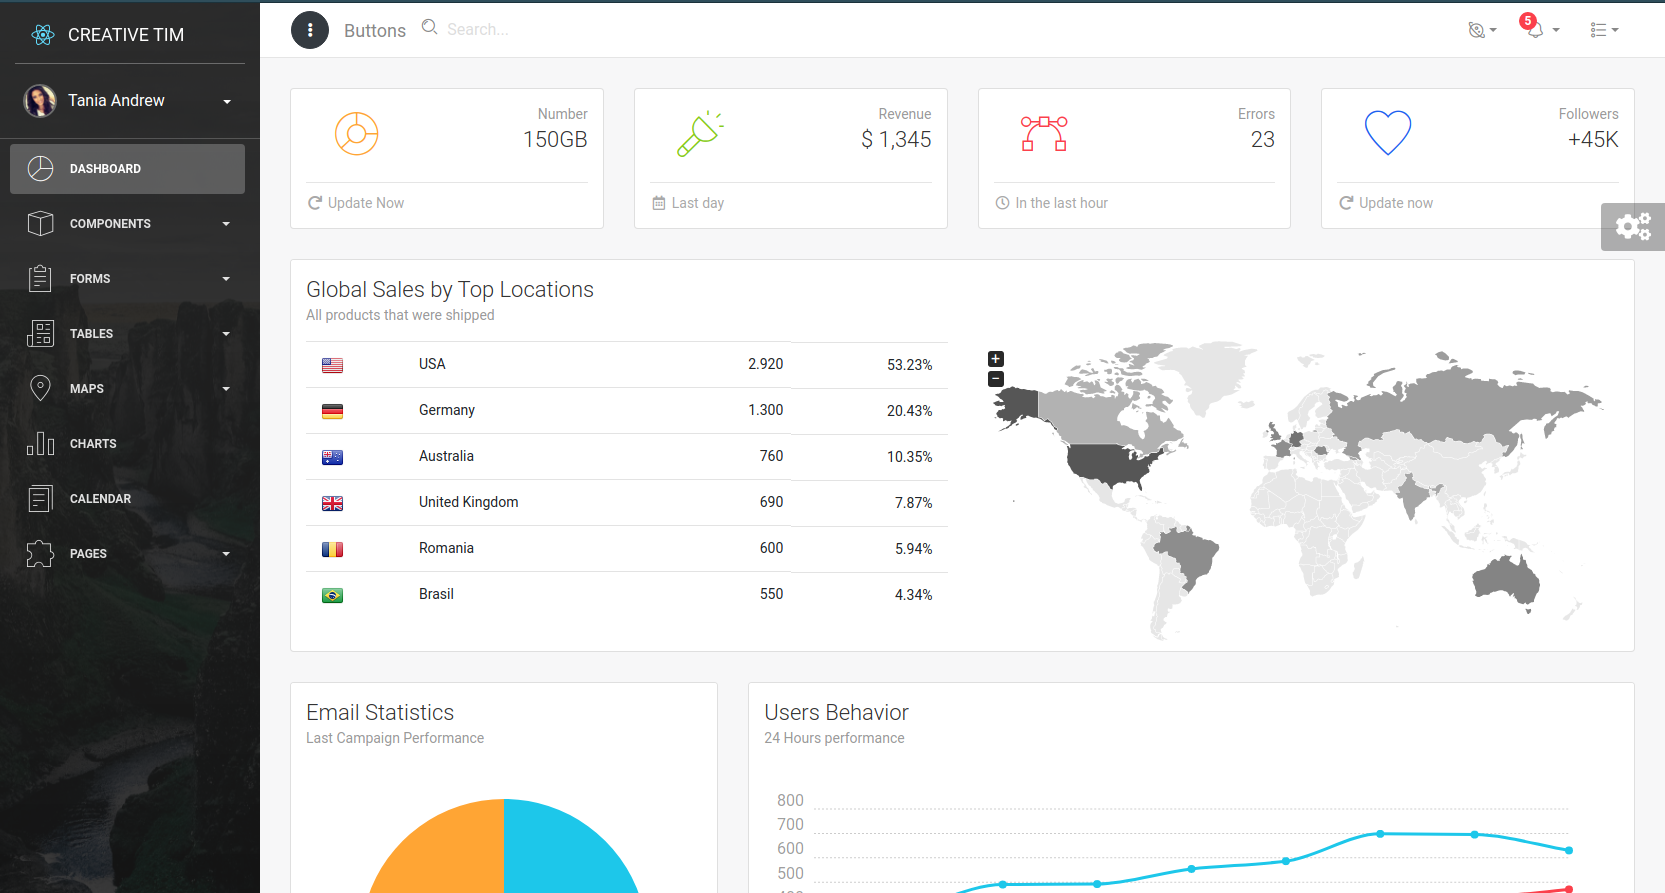 CREATIVE TIM
Tania Andrew
DASHBOARD
COMPONENTS
FORMS
TABLES
MAPS
CHARTS
CALENDAR
PAGES
Buttons
Search...
5
Number
150GB
Update Now
Revenue
$ 1,345
Last day
Errors
23
In the last hour
Followers
+45K
Update now
Global Sales by Top Locations
All products that were shipped
USA 2.920 53.23%
Germany 1.300 20.43%
Australia 760 10.35%
United Kingdom 690 7.87%
Romania 600 5.94%
Brasil 550 4.34%
+
−
Email Statistics
Last Campaign Performance
Users Behavior
24 Hours performance
800
700
600
500